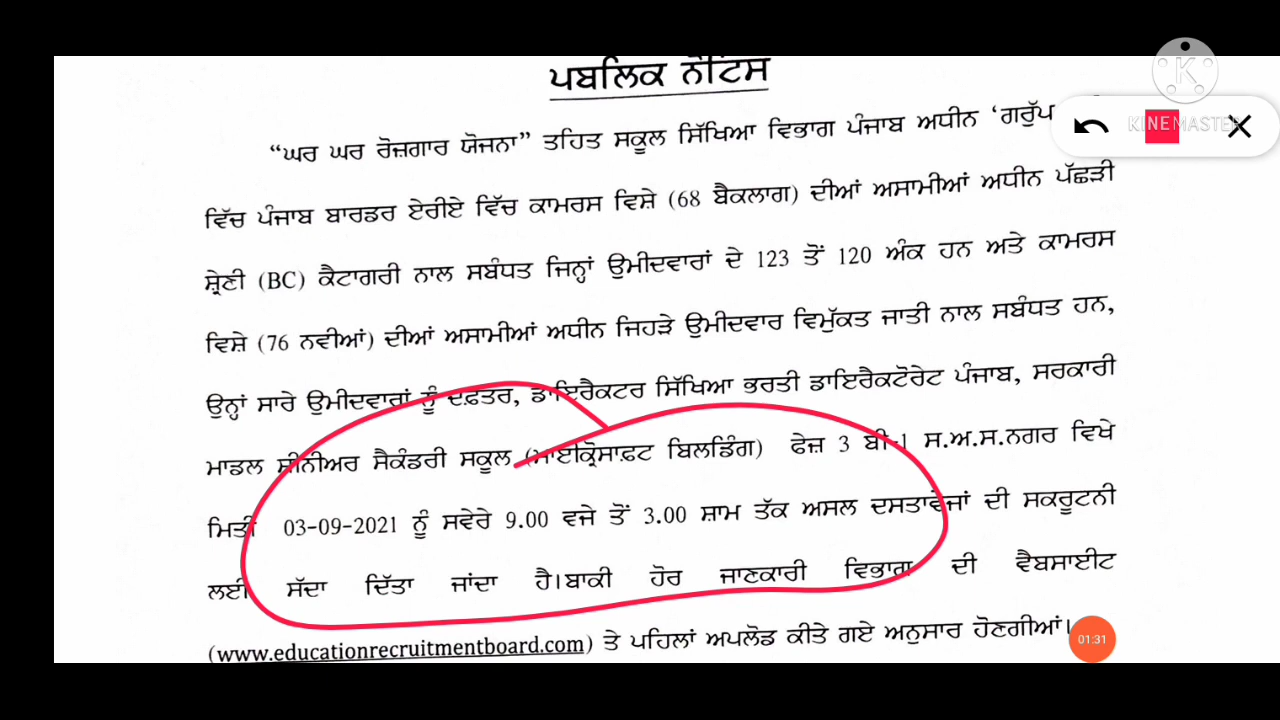 ਪਬਲਿਕ ਨੋਟਿਸ
“ਘਰ ਘਰ ਰੋਜ਼ਗਾਰ ਯੋਜਨਾ” ਤਹਿਤ ਸਕੂਲ ਸਿੱਖਿਆ ਵਿਭਾਗ ਪੰਜਾਬ ਅਧੀਨ ‘ਗਰੁੱਪ
ਵਿੱਚ ਪੰਜਾਬ ਬਾਰਡਰ ਏਰੀਏ ਵਿੱਚ ਕਾਮਰਸ ਵਿਸ਼ੇ (68 ਬੈਕਲਾਗ) ਦੀਆਂ ਅਸਾਮੀਆਂ ਅਧੀਨ ਪੱਛੜੀ
ਸ਼੍ਰੇਣੀ (BC) ਕੈਟਾਗਰੀ ਨਾਲ ਸਬੰਧਤ ਜਿਨ੍ਹਾਂ ਉਮੀਦਵਾਰਾਂ ਦੇ 123 ਤੋਂ 120 ਅੰਕ ਹਨ ਅਤੇ ਕਾਮਰਸ
ਵਿਸ਼ੇ (76 ਨਵੀਆਂ) ਦੀਆਂ ਅਸਾਮੀਆਂ ਅਧੀਨ ਜਿਹੜੇ ਉਮੀਦਵਾਰ ਵਿਮੁੱਕਤ ਜਾਤੀ ਨਾਲ ਸਬੰਧਤ ਹਨ,
ਉਨ੍ਹਾਂ ਸਾਰੇ ਉਮੀਦਵਾਰਾਂ ਨੂੰ ਦਫ਼ਤਰ, ਡਾਇਰੈਕਟਰ ਸਿੱਖਿਆ ਭਰਤੀ ਡਾਇਰੈਕਟੋਰੇਟ ਪੰਜਾਬ, ਸਰਕਾਰੀ
ਮਾਡਲ ਸੀਨੀਅਰ ਸੈਕੰਡਰੀ ਸਕੂਲ (ਮਾਈਕ੍ਰੋਸਾਫ਼ਟ ਬਿਲਡਿੰਗ) ਫੇਜ਼ 3 ਬੀ-1 ਸ.ਅ.ਸ.ਨਗਰ ਵਿਖੇ
ਮਿਤੀ 03-09-2021 ਨੂੰ ਸਵੇਰੇ 9.00 ਵਜੇ ਤੋਂ 3.00 ਸ਼ਾਮ ਤੱਕ ਅਸਲ ਦਸਤਾਵੇਜਾਂ ਦੀ ਸਕਰੂਟਨੀ
ਲਈ ਸੱਦਾ ਦਿੱਤਾ ਜਾਂਦਾ ਹੈ।ਬਾਕੀ ਹੋਰ ਜਾਣਕਾਰੀ ਵਿਭਾਗ ਦੀ ਵੈਬਸਾਈਟ
(www.educationrecruitmentboard.com) ਤੇ ਪਹਿਲਾਂ ਅਪਲੋਡ ਕੀਤੇ ਗਏ ਅਨੁਸਾਰ ਹੋਣਗੀਆਂ।
K
KINEMASTER
01:31